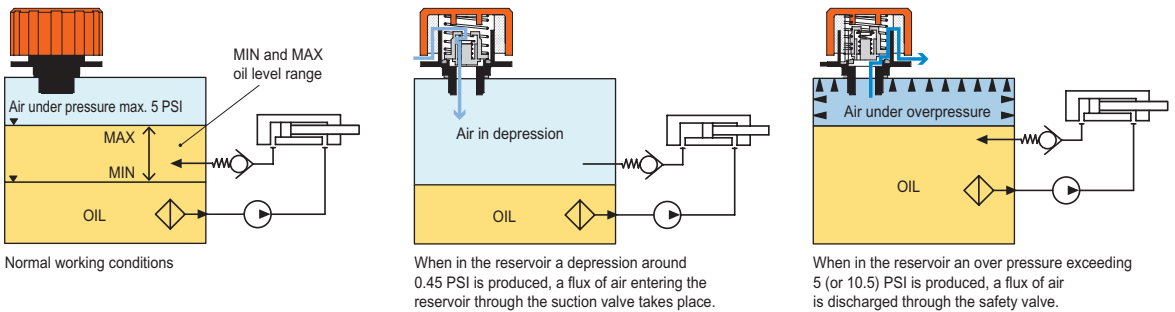 MIN and MAX
oil level range
Air under pressure max. 5 PSI
MAX
MIN
OIL
Normal working conditions
Air in depression
OIL
When in the reservoir a depression around
0.45 PSI is produced, a flux of air entering the
reservoir through the suction valve takes place.
Air under overpressure
OIL
When in the reservoir an over pressure exceeding
5 (or 10.5) PSI is produced, a flux of air
is discharged through the safety valve.